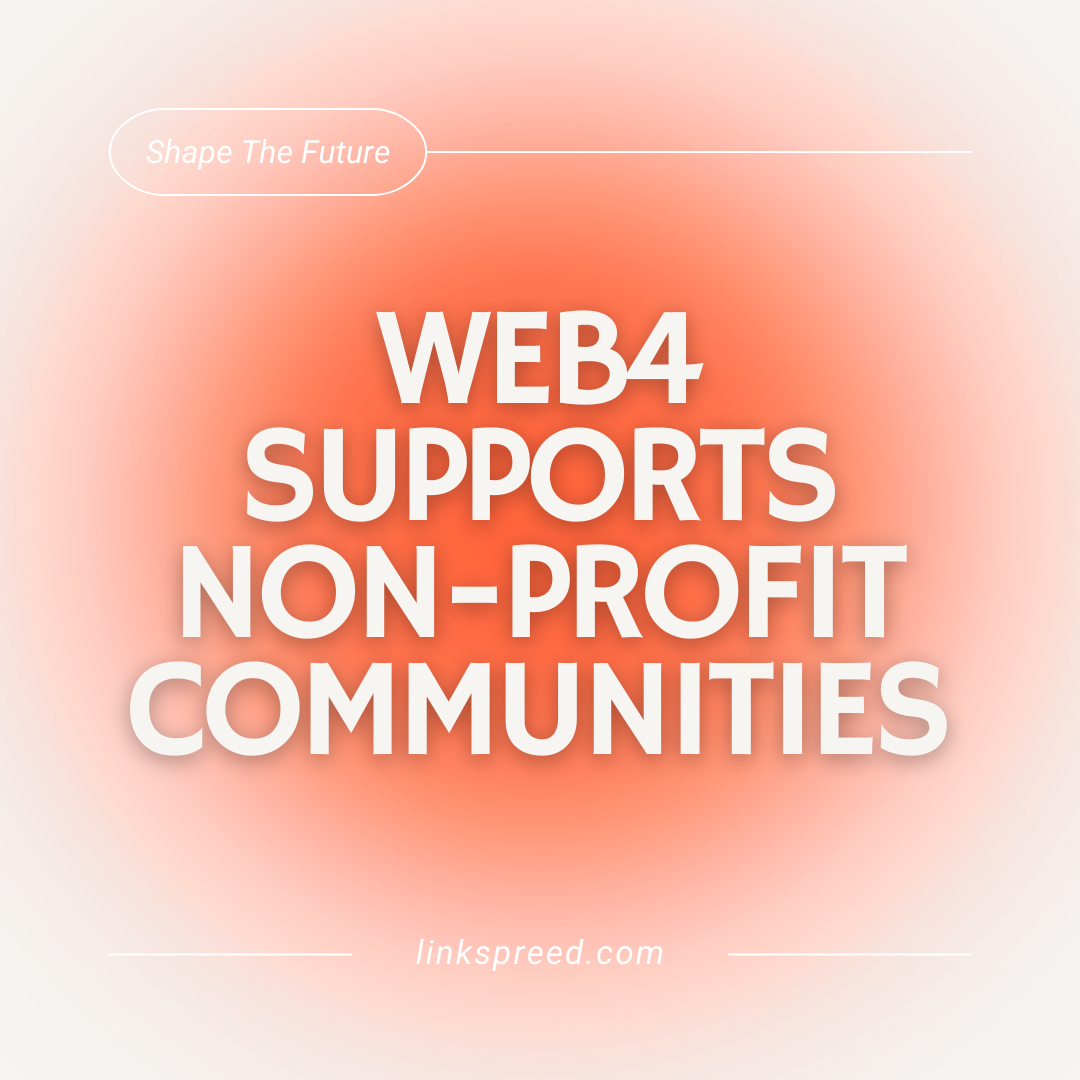 Shape The Future
WEB4
SUPPORTS
NON-PROFIT
COMMUNITIES
linkspreed.com